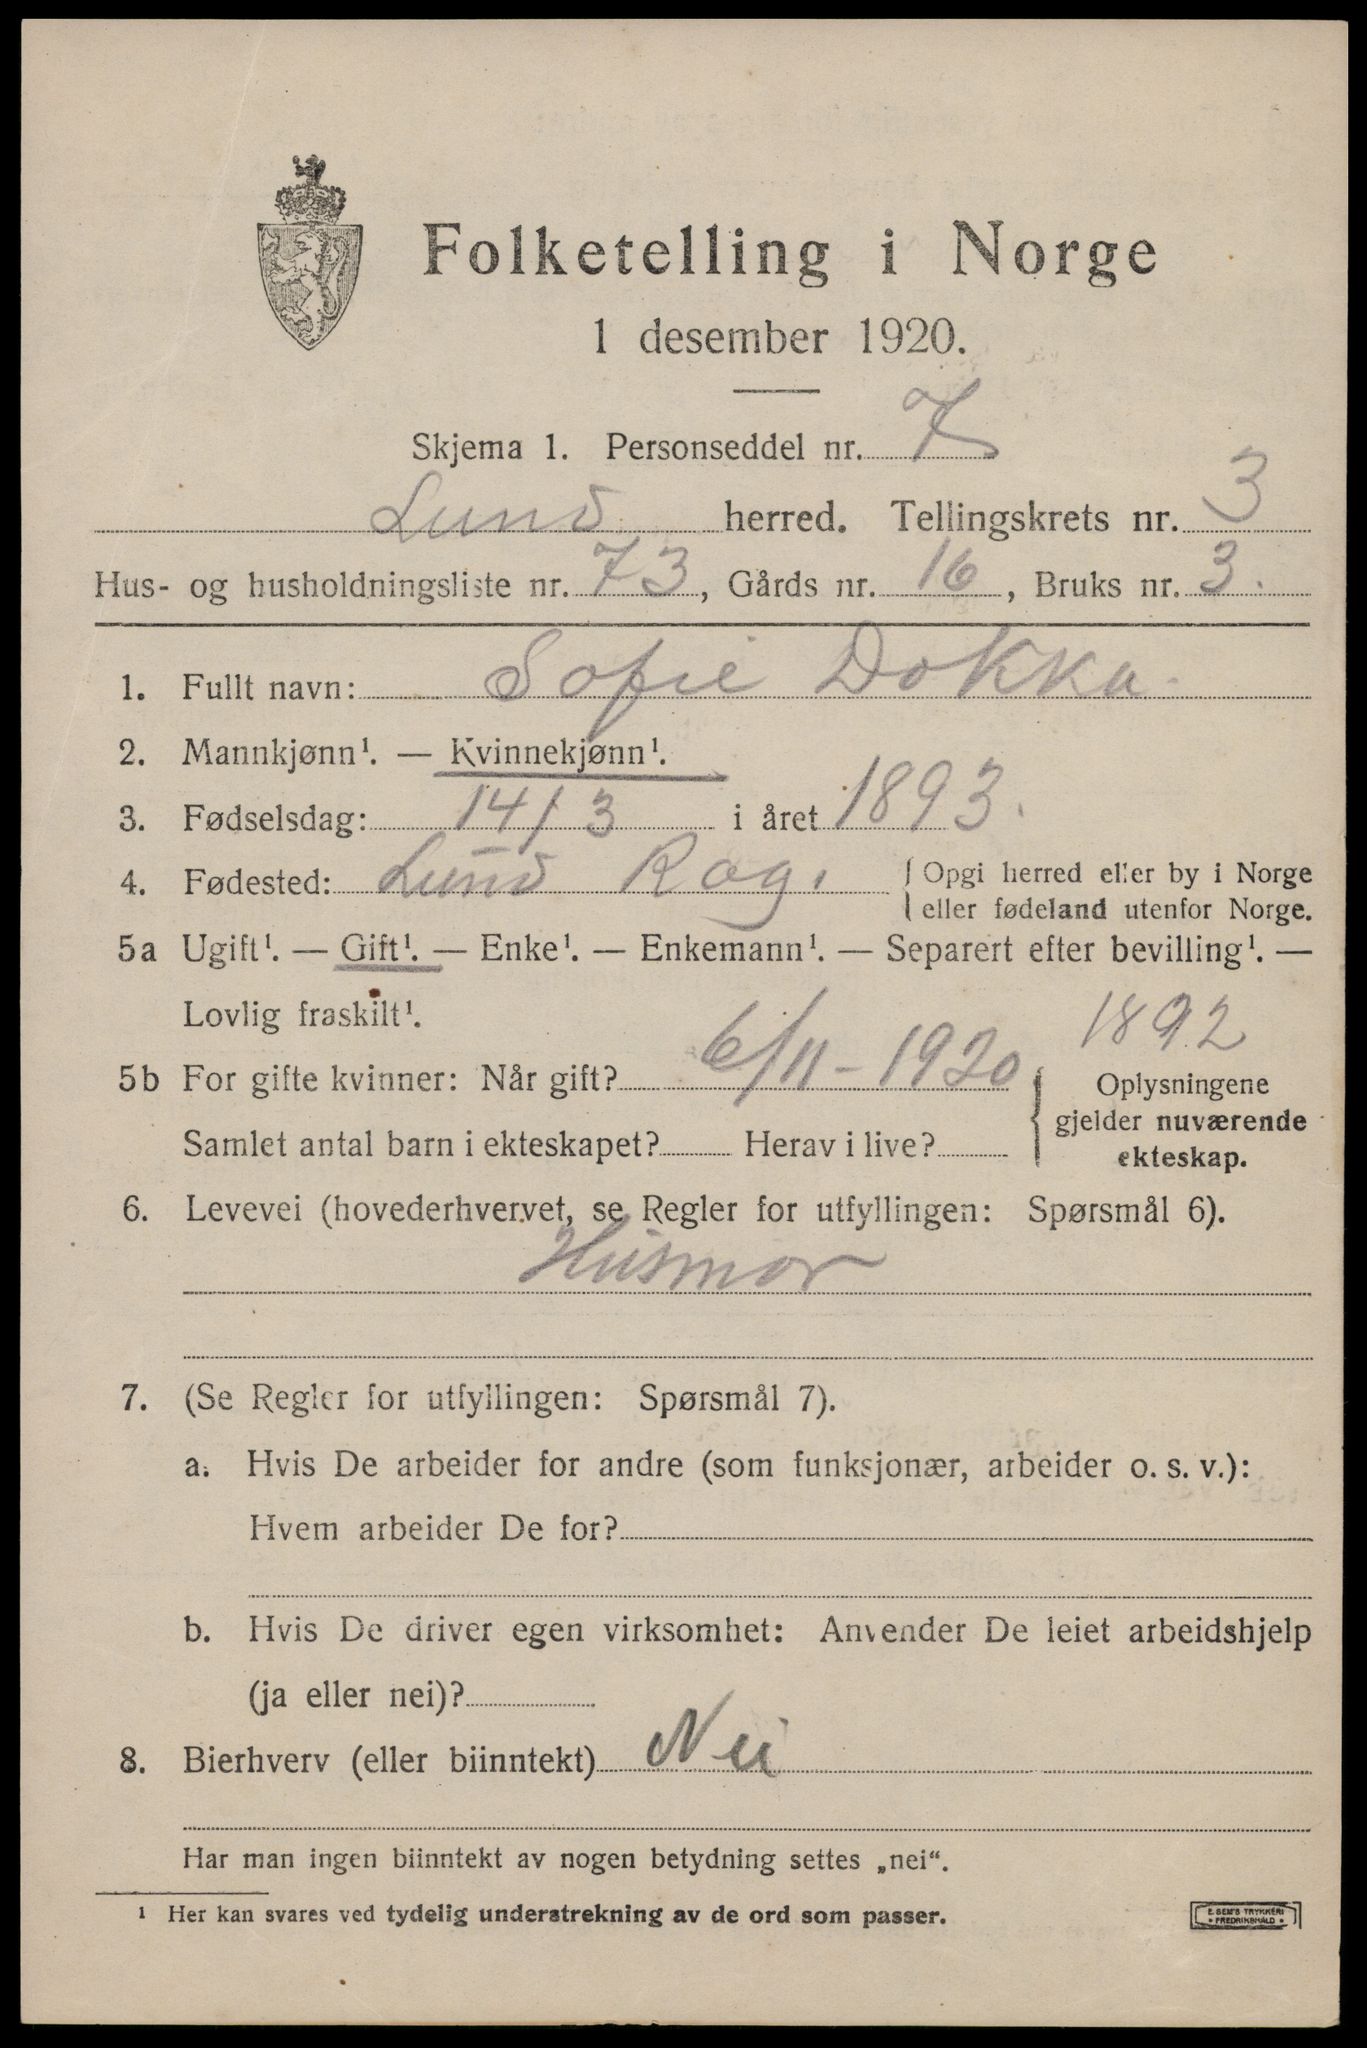 Folketelling i Norge
1 desember 1920.
Skjema 1. Personseddel nr. 7
Lund herred. Tellingskrets nr. 3
Hus- og husholdningsliste nr. 73, Gårds nr. 16, Bruks nr. 3.
1. Fullt navn: Sofie Dokka.
2. Mannkjønn¹. — Kvinnekjønn¹.
3. Fødselsdag: 14/3 i året 1893.
4. Fødested: Lund Rog. { Opgi herred eller by i Norge
eller fødeland utenfor Norge.
5a Ugift¹. — Gift¹. — Enke¹. — Enkemann¹. — Separert efter bevilling¹. —
Lovlig fraskilt¹.
1892
5b For gifte kvinner: Når gift? 6/11-1920 { Oplysningene
gjelder nuværende
ekteskap.
Samlet antal barn i ekteskapet? Herav i live?
6. Levevei (hovederhvervet, se Regler for utfyllingen: Spørsmål 6).
Husmor
7. (Se Regler for utfyllingen: Spørsmål 7).
a. Hvis De arbeider for andre (som funksjonær, arbeider o. s. v.):
Hvem arbeider De for?
b. Hvis De driver egen virksomhet: Anvender De leiet arbeidshjelp
(ja eller nei)?
8. Bierhverv (eller biinntekt) Nei
Har man ingen biinntekt av nogen betydning settes „nei“.
¹ Her kan svares ved tydelig understrekning av de ord som passer.
E. SEM'S TRYKKERI
• FREDRIKSHALD •